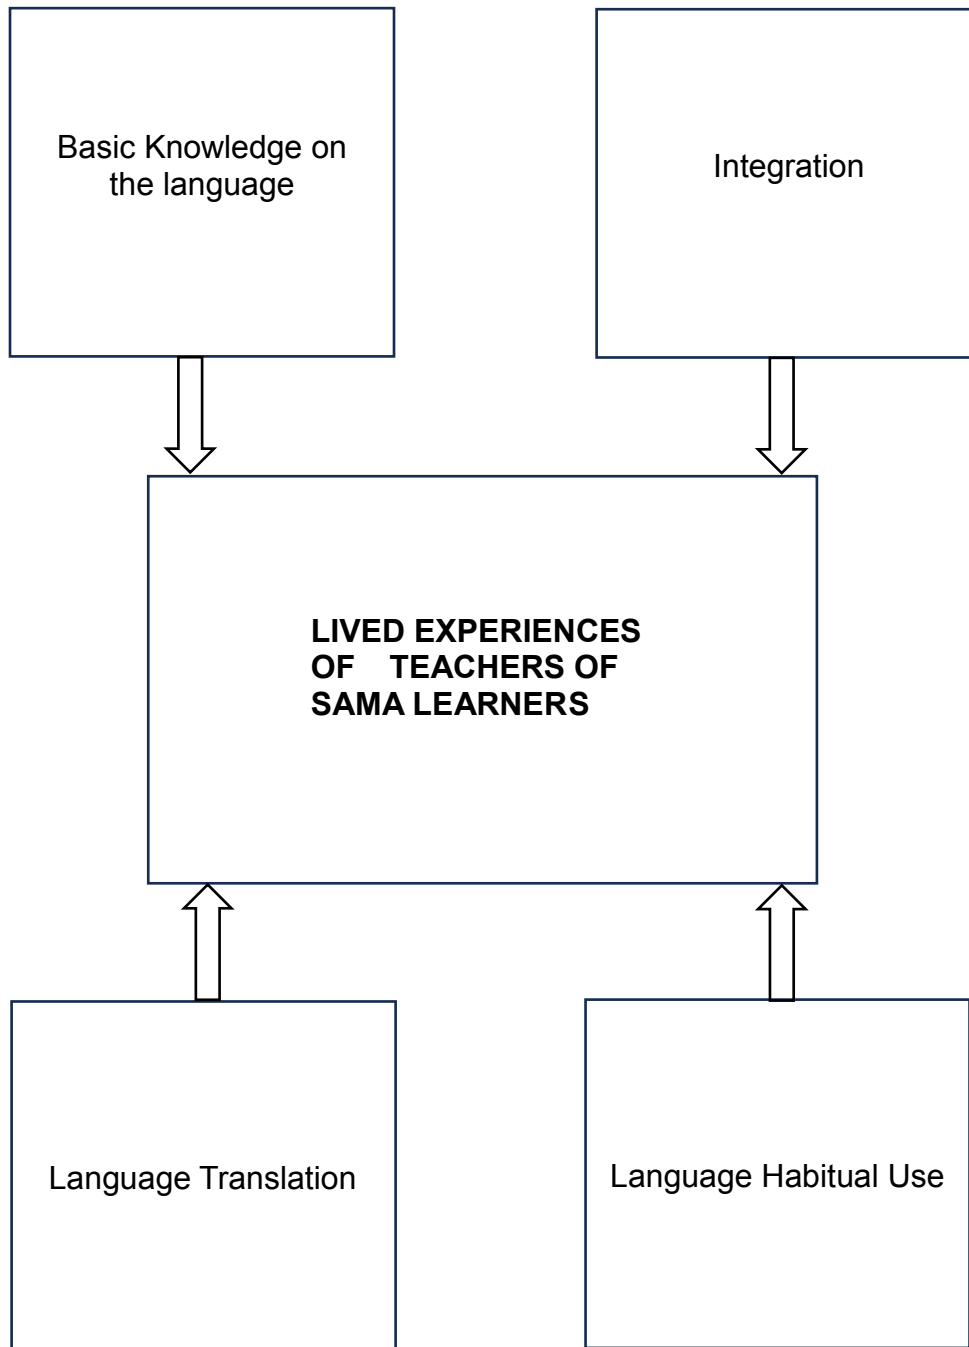 Basic Knowledge on
the language
Integration
LIVED EXPERIENCES
OF TEACHERS OF
SAMA LEARNERS
Language Translation
Language Habitual Use